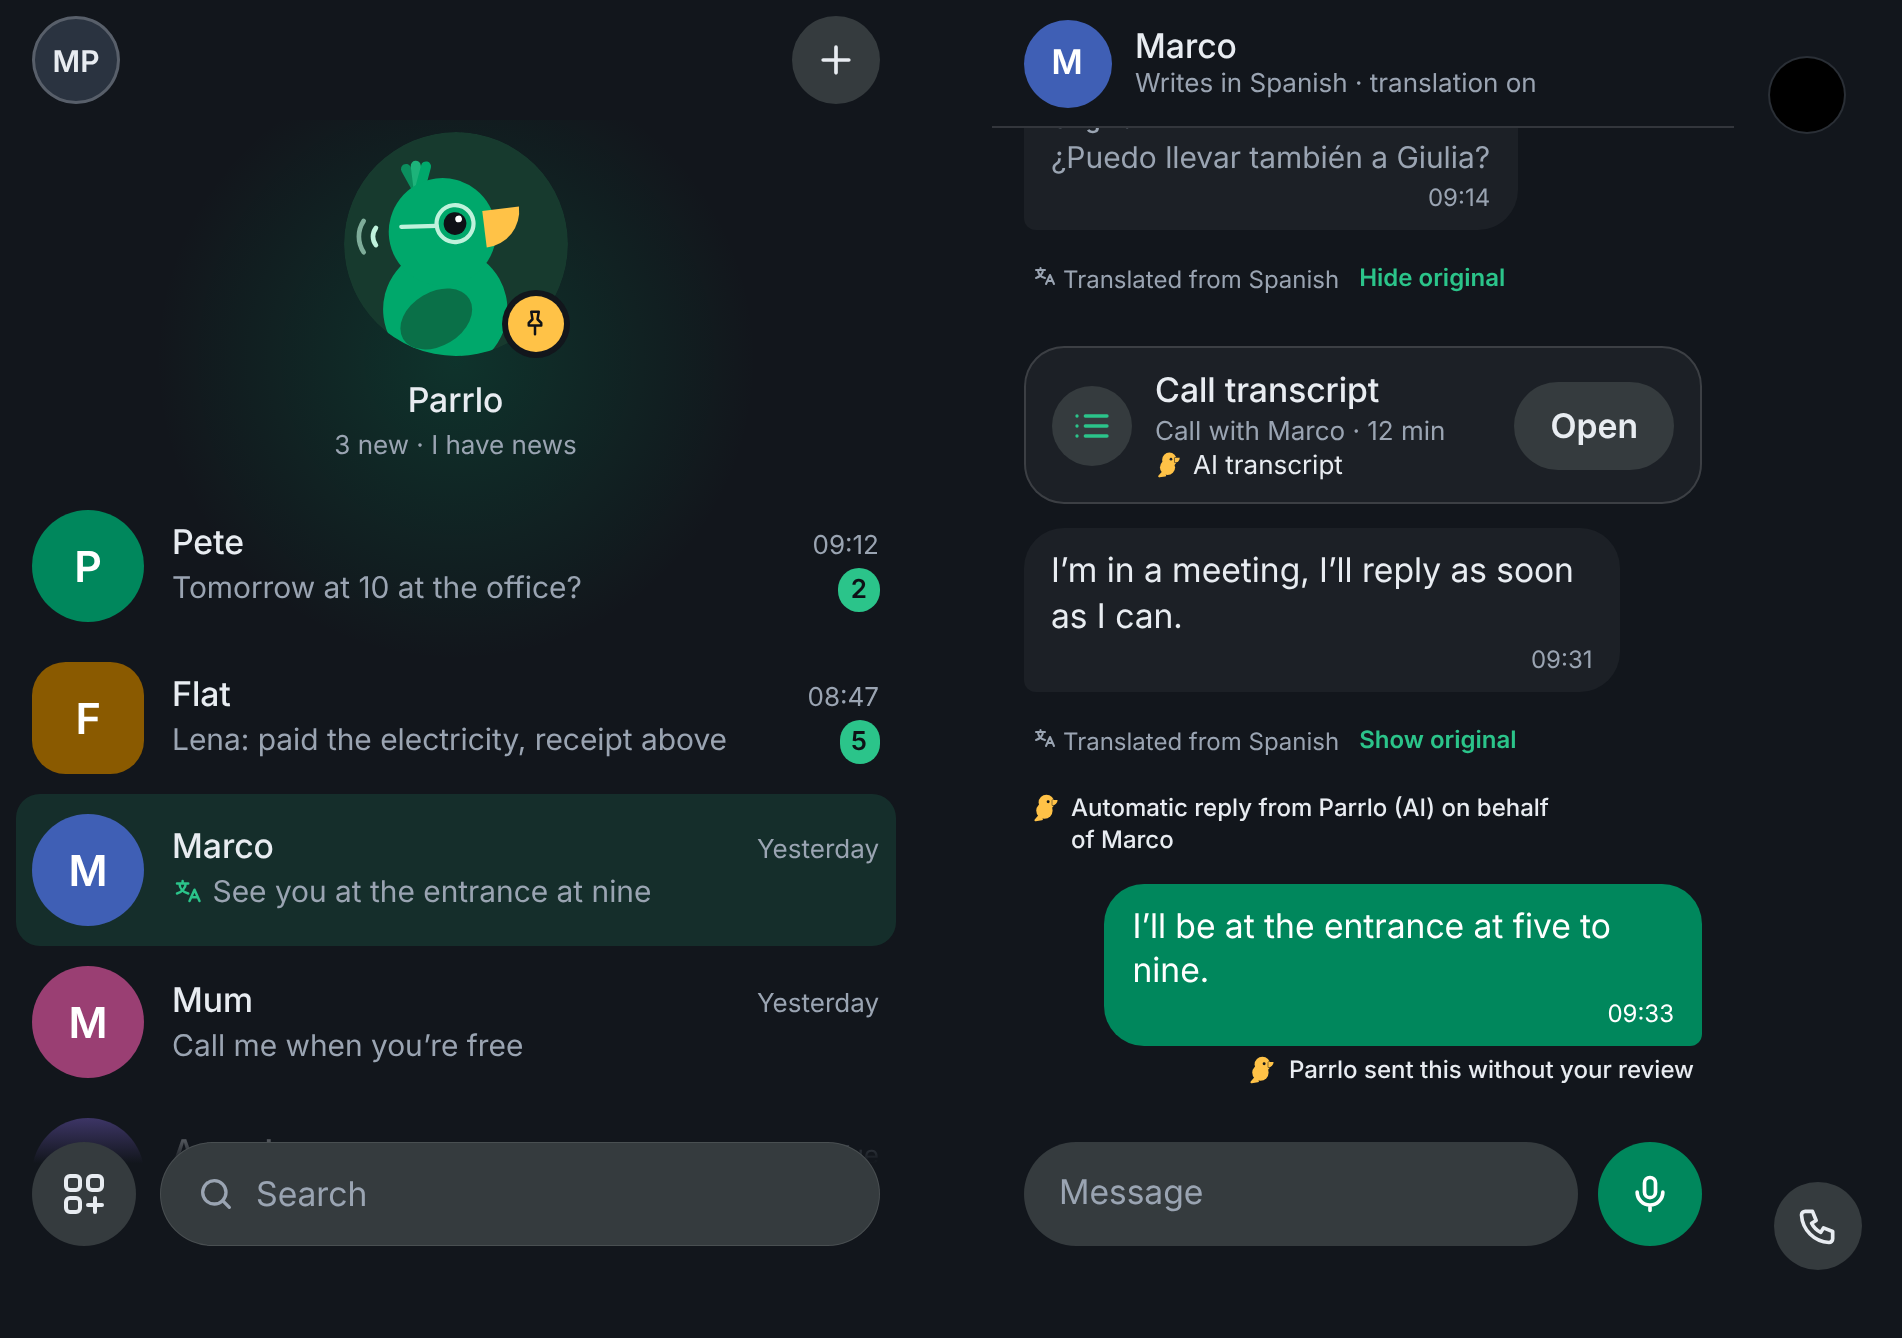 MP
Parrlo
3 new · I have news
P
Pete
09:12
Tomorrow at 10 at the office?
2
F
Flat
08:47
Lena: paid the electricity, receipt above
5
M
Marco
Yesterday
See you at the entrance at nine
M
Mum
Yesterday
Call me when you’re free
Search
M
Marco
Writes in Spanish · translation on
¿Puedo llevar también a Giulia?
09:14
Translated from Spanish Hide original
Call transcript
Call with Marco · 12 min
AI transcript
Open
I’m in a meeting, I’ll reply as soon
as I can.
09:31
Translated from Spanish Show original
Automatic reply from Parrlo (AI) on behalf
of Marco
I’ll be at the entrance at five to
nine.
09:33
Parrlo sent this without your review
Message